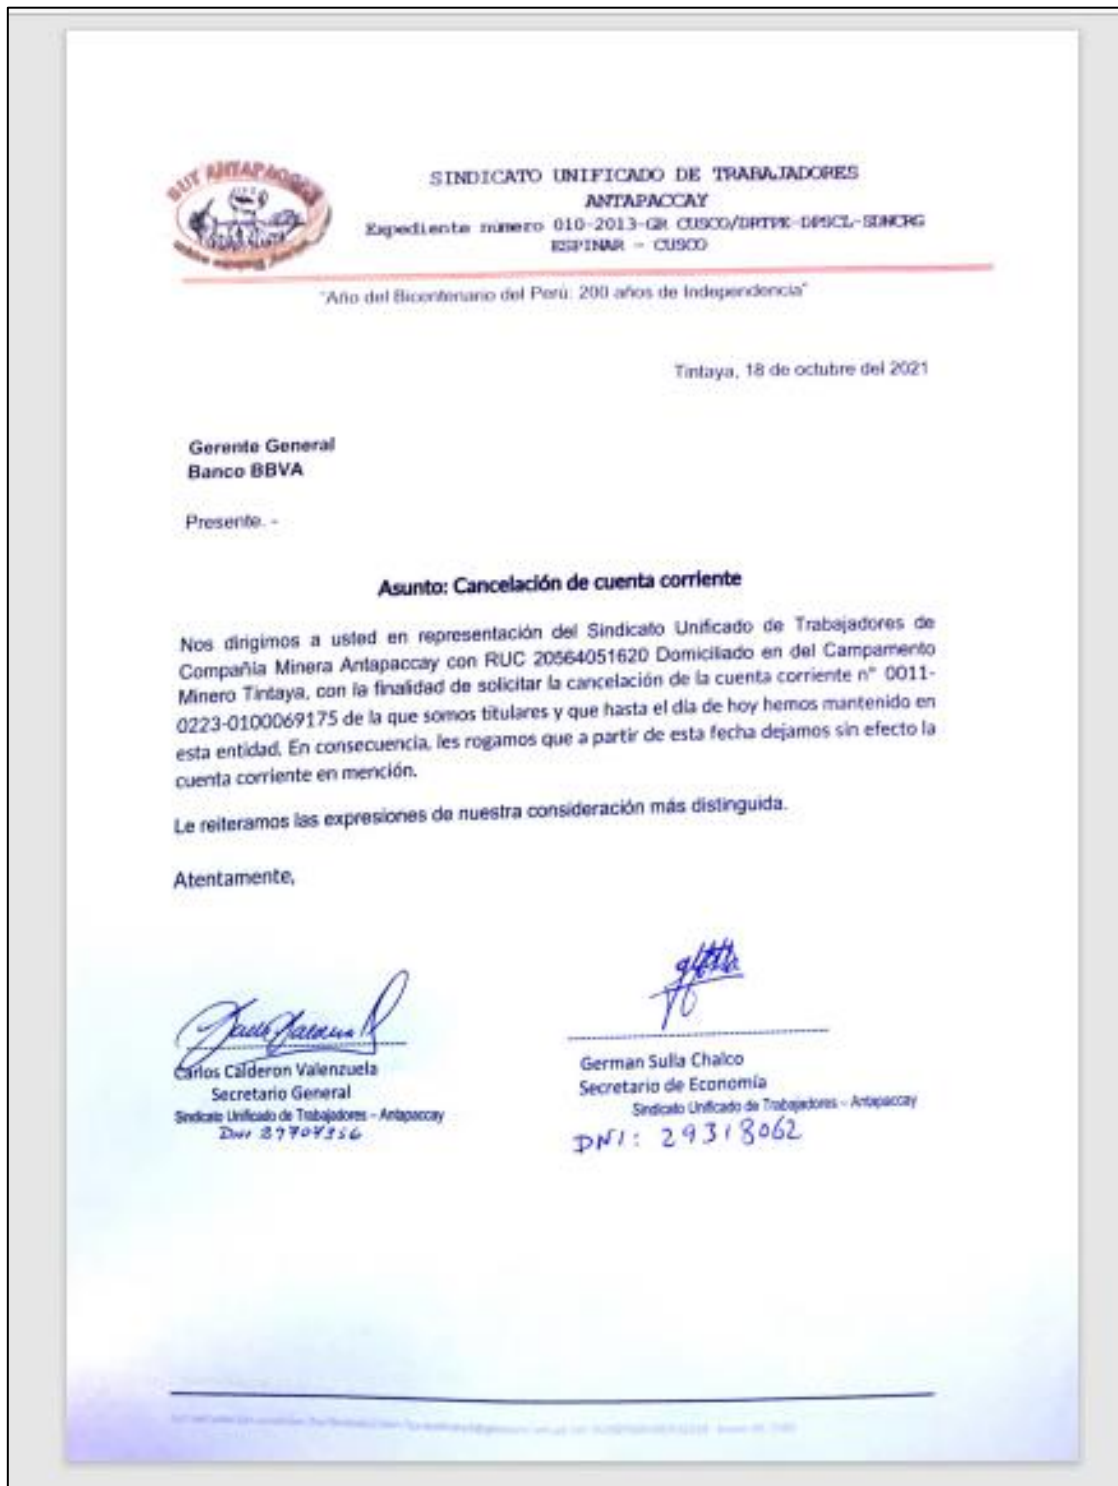 SUT ANTAPACCAY
SINDICATO UNIFICADO DE TRABAJADORES
ANTAPACCAY
Expediente número 010-2013-GR CUSCO/DRTPE-DPSCL-SDNCRG
ESPINAR - CUSCO
"Año del Bicentenario del Perú: 200 años de Independencia"
Tintaya, 18 de octubre del 2021
Gerente General
Banco BBVA
Presente. -
Asunto: Cancelación de cuenta corriente
Nos dirigimos a usted en representación del Sindicato Unificado de Trabajadores de
Compañía Minera Antapaccay con RUC 20564051620 Domiciliado en del Campamento
Minero Tintaya, con la finalidad de solicitar la cancelación de la cuenta corriente n° 0011-
0223-0100069175 de la que somos titulares y que hasta el día de hoy hemos mantenido en
esta entidad. En consecuencia, les rogamos que a partir de esta fecha dejamos sin efecto la
cuenta corriente en mención.
Le reiteramos las expresiones de nuestra consideración más distinguida.
Atentamente,
Carlos Calderon Valenzuela
Secretario General
Sindicato Unificado de Trabajadores – Antapaccay
DNI
German Sulla Chalco
Secretario de Economía
Sindicato Unificado de Trabajadores – Antapaccay
DNI: 29318062